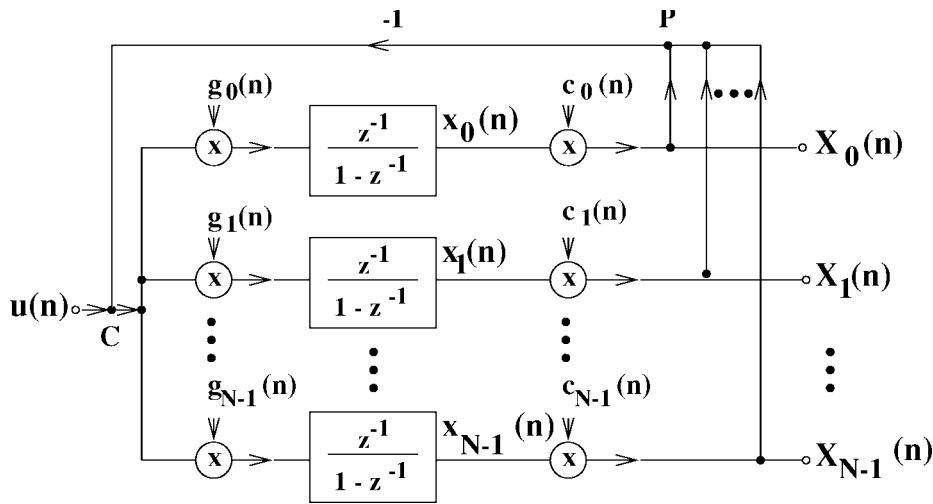 -1 P
g0(n) c0(n)
z^-1 / 1 - z^-1 x0(n) x x X0(n)
g1(n) c1(n)
z^-1 / 1 - z^-1 x1(n) x x X1(n)
u(n) C
gN-1(n) cN-1(n)
z^-1 / 1 - z^-1 xN-1(n) x x XN-1(n)